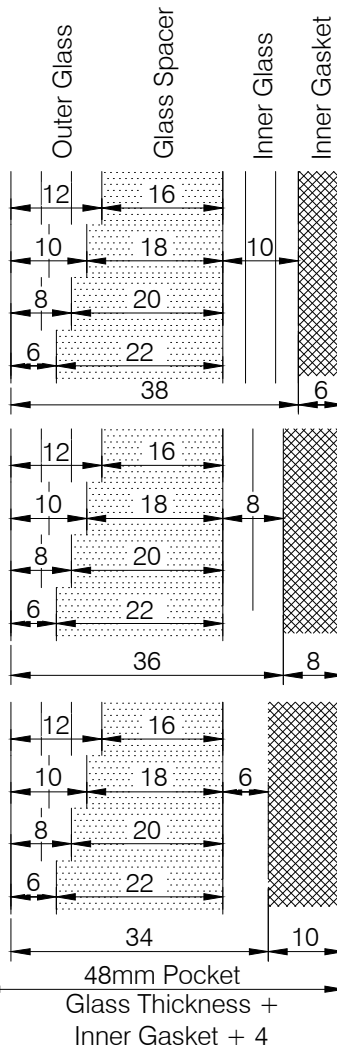 Outer Glass
Glass Spacer
Inner Glass
Inner Gasket
12 16
10 18 10
8 20
6 22
38 6
12 16
10 18 8
8 20
6 22
36 8
12 16
10 18 6
8 20
6 22
34 10
48mm Pocket
Glass Thickness +
Inner Gasket + 4